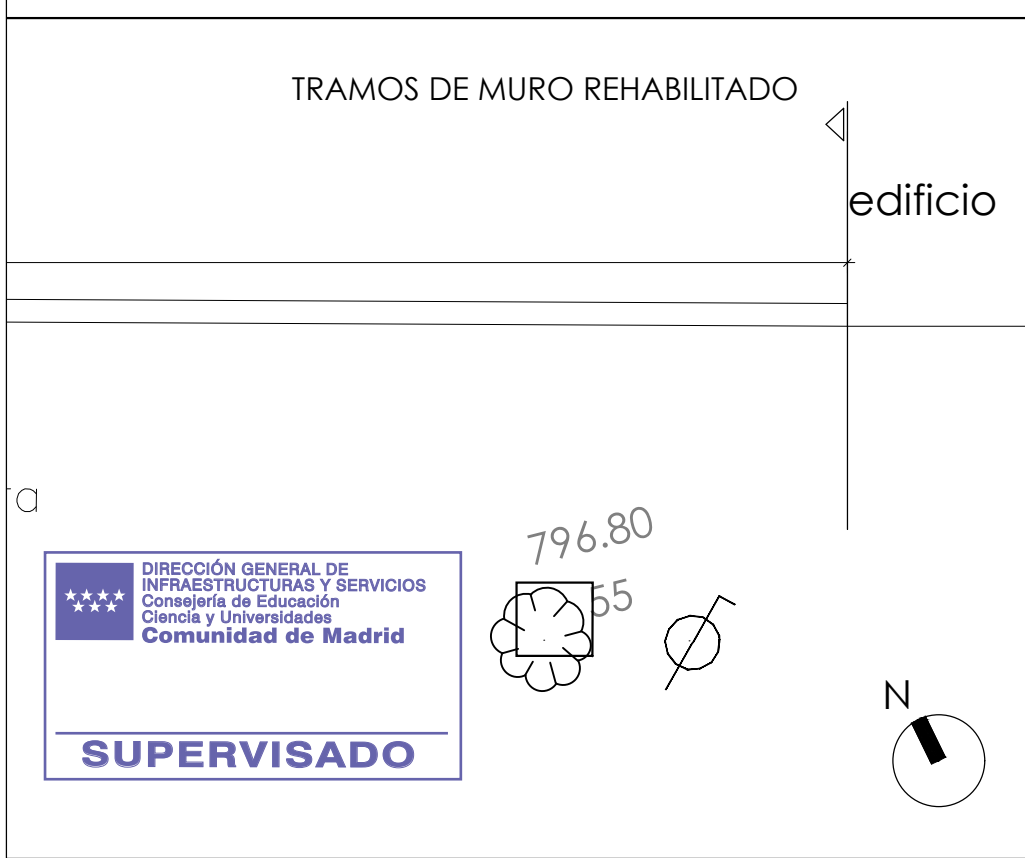 TRAMOS DE MURO REHABILITADO
edificio
a
796.80
55
DIRECCIÓN GENERAL DE
INFRAESTRUCTURAS Y SERVICIOS
Consejería de Educación
Ciencia y Universidades
Comunidad de Madrid
SUPERVISADO
N